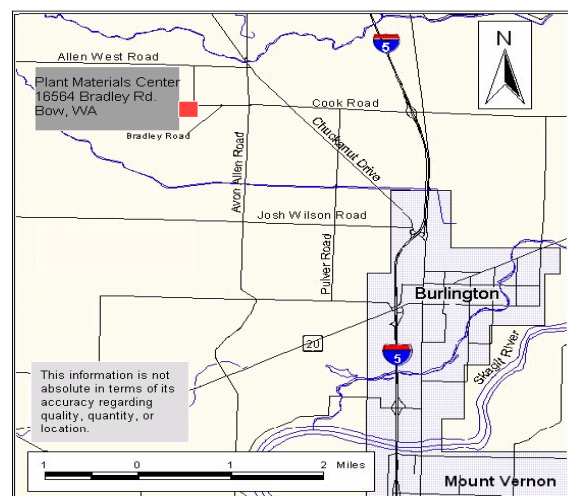 5
N
Allen West Road
Plant Materials Center
16564 Bradley Rd.
Bow, WA
Cook Road
Bradley Road
Chuckanut Drive
Avon Allen Road
Josh Wilson Road
Pulver Road
Burlington
20
5
Skagit River
This information is not
absolute in terms of its
accuracy regarding
quality, quantity, or
location.
1 0 1 2 Miles
Mount Vernon